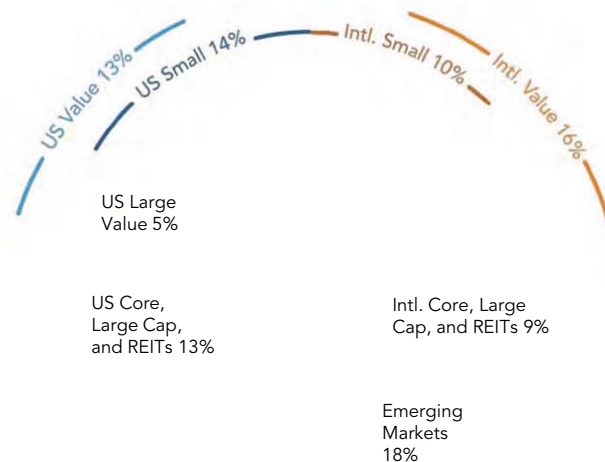 US Value 13%
US Small 14%
Intl. Small 10%
Intl. Value 16%
US Large
Value 5%
US Core,
Large Cap,
and REITs 13%
Intl. Core, Large
Cap, and REITs 9%
Emerging
Markets
18%